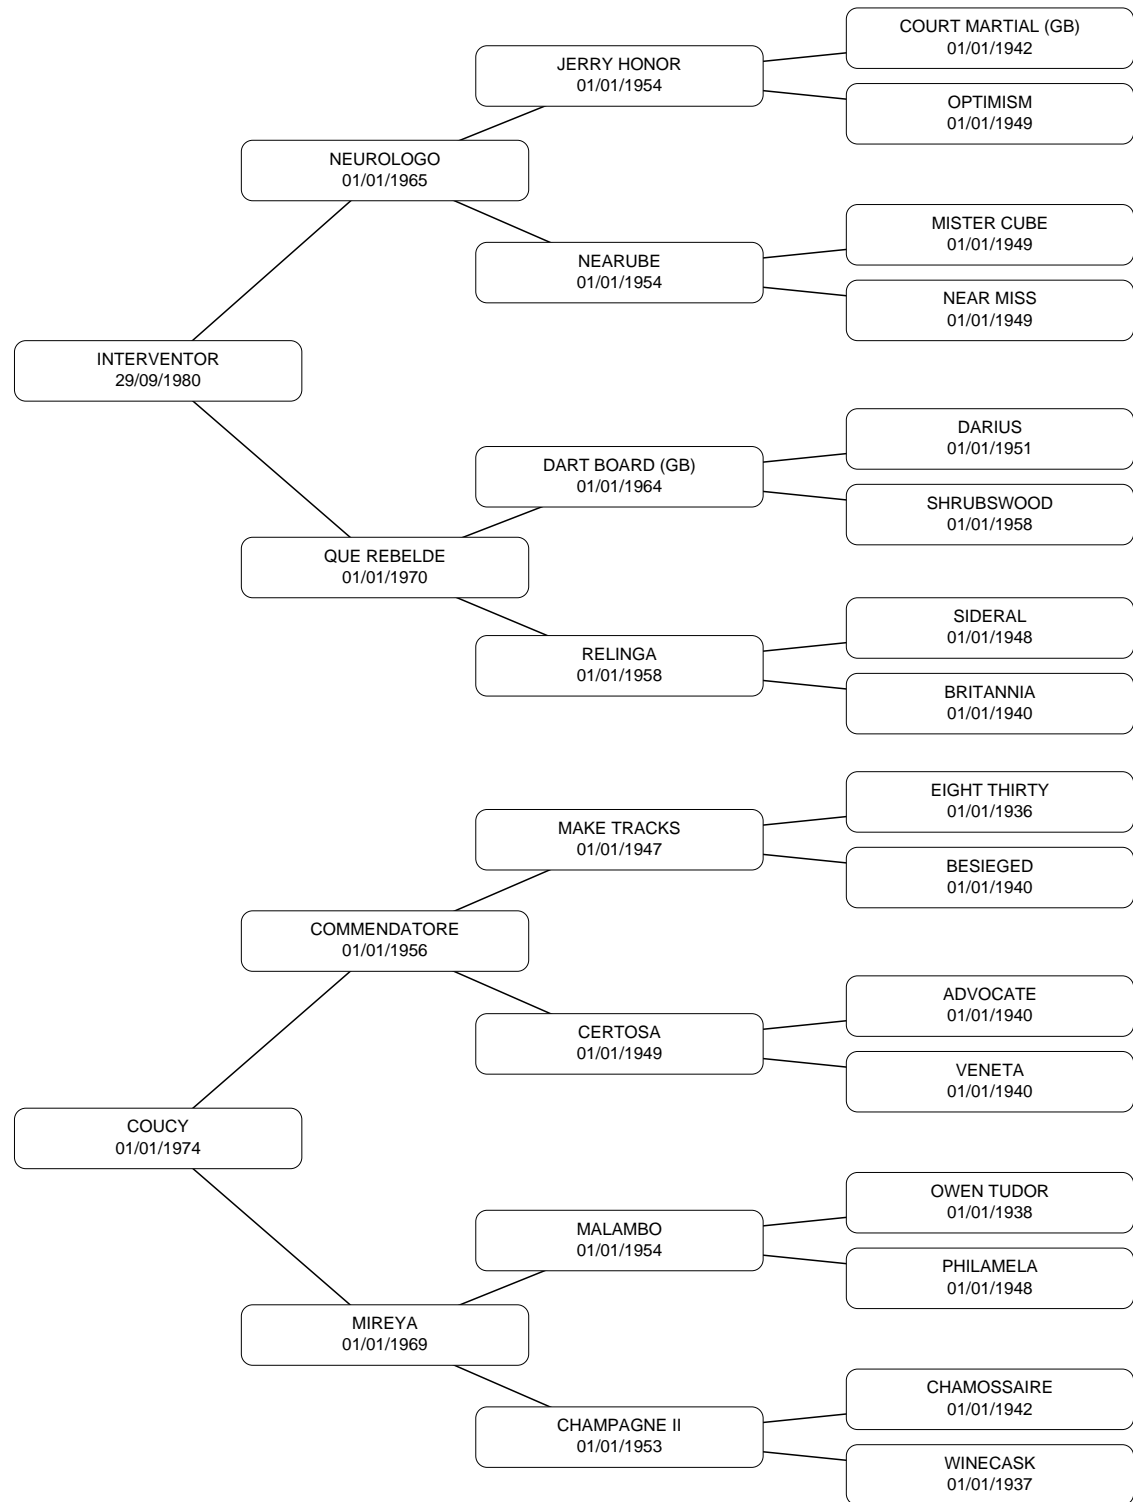 COURT MARTIAL (GB)
01/01/1942
JERRY HONOR
01/01/1954
OPTIMISM
01/01/1949
NEUROLOGO
01/01/1965
MISTER CUBE
01/01/1949
NEARUBE
01/01/1954
NEAR MISS
01/01/1949
INTERVENTOR
29/09/1980
DARIUS
01/01/1951
DART BOARD (GB)
01/01/1964
SHRUBSWOOD
01/01/1958
QUE REBELDE
01/01/1970
SIDERAL
01/01/1948
RELINGA
01/01/1958
BRITANNIA
01/01/1940
EIGHT THIRTY
01/01/1936
MAKE TRACKS
01/01/1947
BESIEGED
01/01/1940
COMMENDATORE
01/01/1956
ADVOCATE
01/01/1940
CERTOSA
01/01/1949
VENETA
01/01/1940
COUCY
01/01/1974
OWEN TUDOR
01/01/1938
MALAMBO
01/01/1954
PHILAMELA
01/01/1948
MIREYA
01/01/1969
CHAMOSSAIRE
01/01/1942
CHAMPAGNE II
01/01/1953
WINECASK
01/01/1937